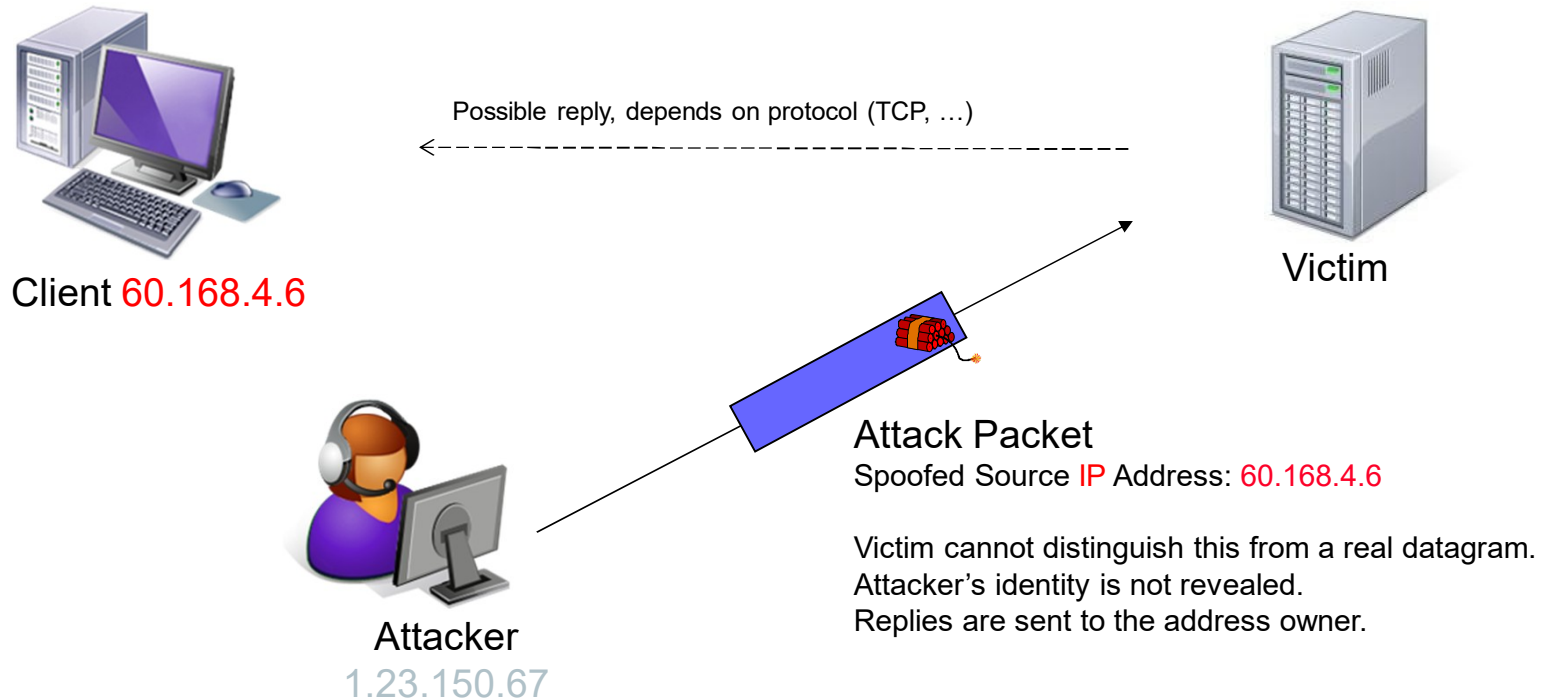 Possible reply, depends on protocol (TCP, …)
Client 60.168.4.6
Victim
Attack Packet
Spoofed Source IP Address: 60.168.4.6
Victim cannot distinguish this from a real datagram.
Attacker’s identity is not revealed.
Replies are sent to the address owner.
Attacker
1.23.150.67